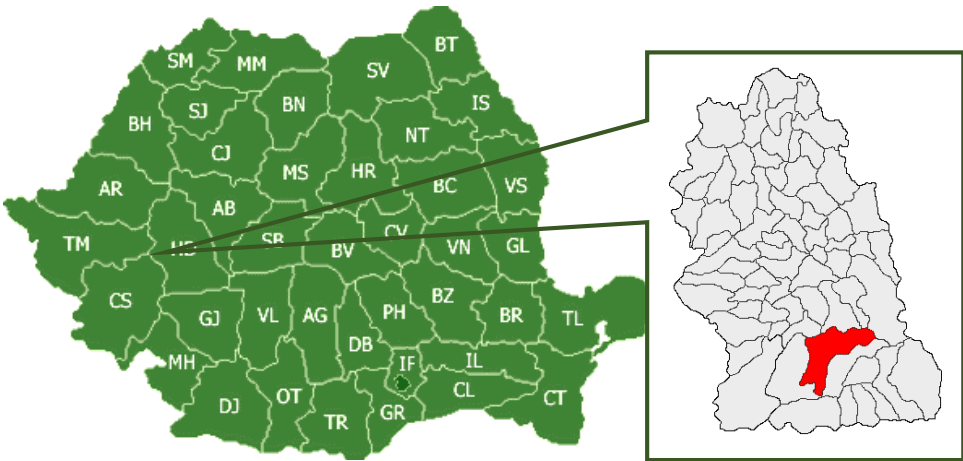 BT
SM
MM
SV
BN
SJ
IS
BH
NT
CJ
MS
HR
AR
BC
VS
AB
TM
HD
SB
BV
CV
VN
GL
CS
BZ
GJ
VL
AG
PH
BR
TL
DB
MH
IF
IL
CL
OT
CT
DJ
TR
GR